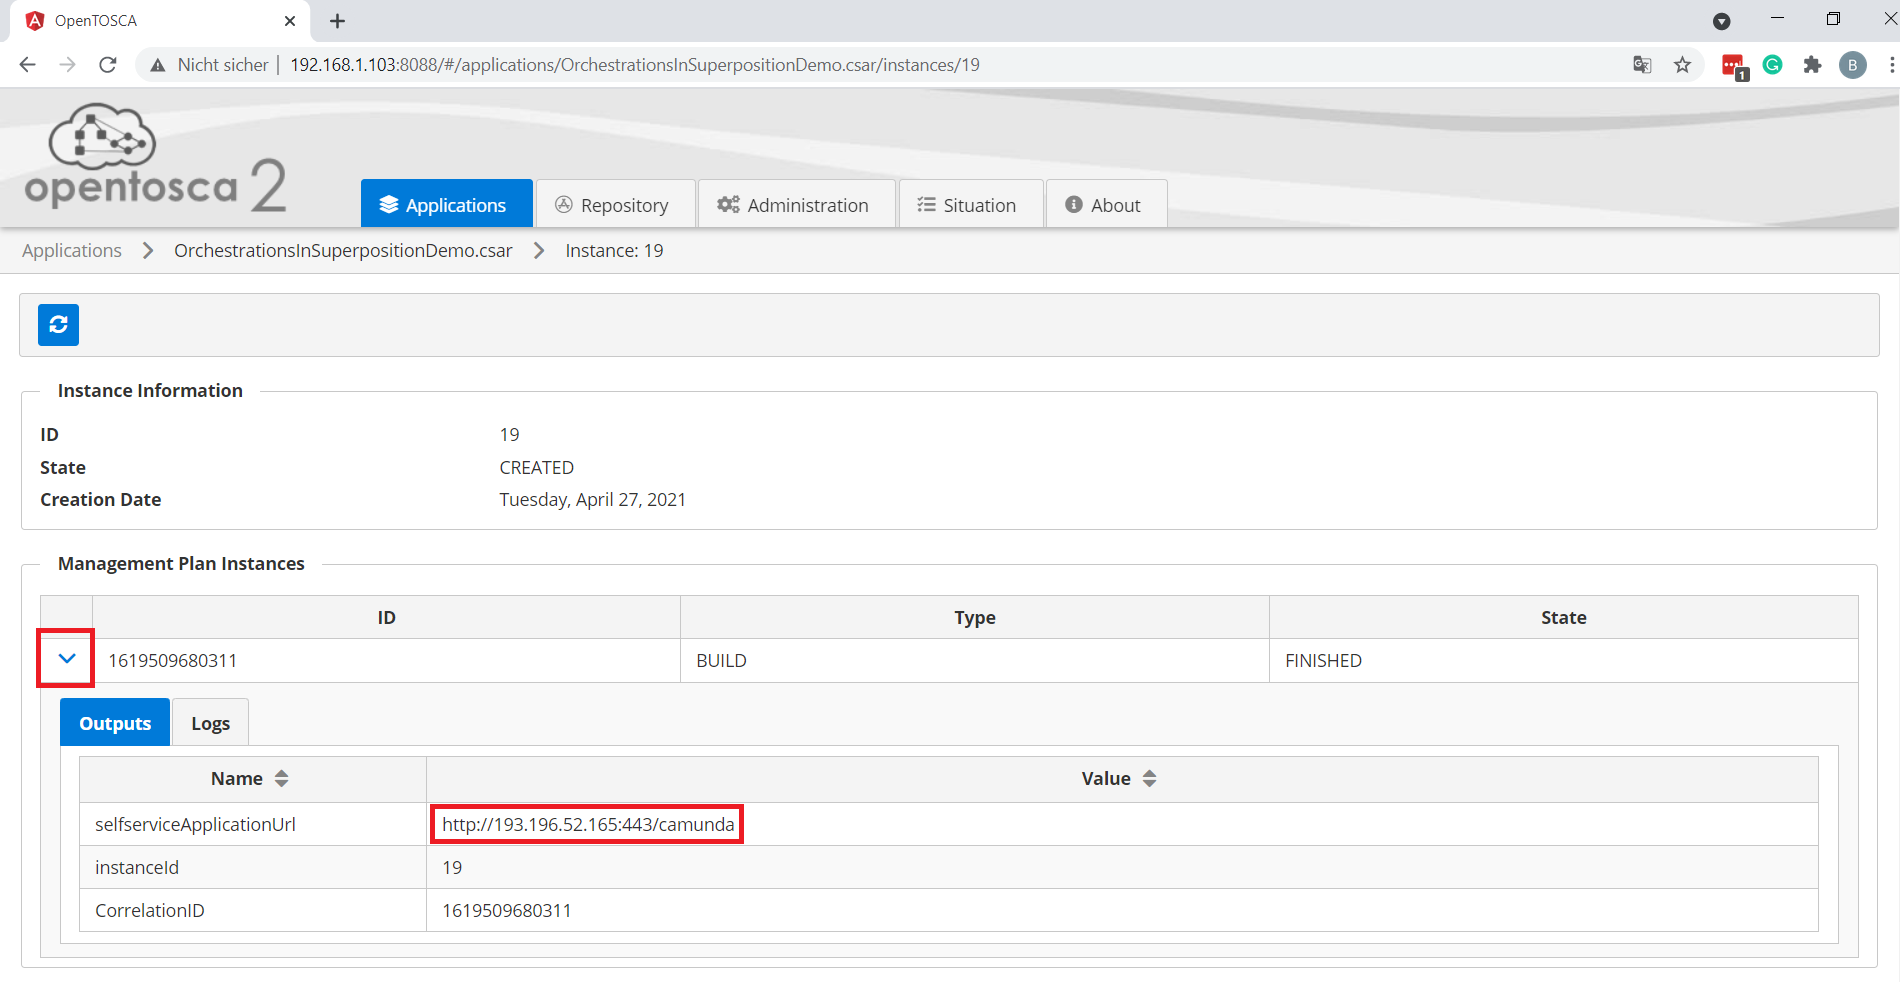 OpenTOSCA
Nicht sicher | 192.168.1.103:8088/#/applications/OrchestrationsInSuperpositionDemo.csar/instances/19
1
G
B
opentosca 2
Applications
Repository
Administration
Situation
About
Applications > OrchestrationsInSuperpositionDemo.csar > Instance: 19
Instance Information
ID 19
State CREATED
Creation Date Tuesday, April 27, 2021
Management Plan Instances
ID Type State
1619509680311 BUILD FINISHED
Outputs Logs
Name Value
selfserviceApplicationUrl http://193.196.52.165:443/camunda
instanceId 19
CorrelationID 1619509680311